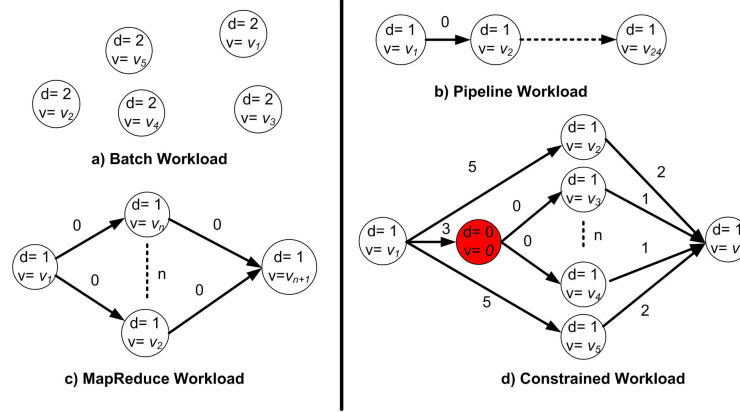 d= 2
v= v5
d= 2
v= v1
d= 2
v= v2
d= 2
v= v4
d= 2
v= v3
a) Batch Workload
d= 1
v= v1
0
d= 1
v= v2
d= 1
v= v24
b) Pipeline Workload
d= 1
v= v1
0
0
d= 1
v= vn
n
d= 1
v= v2
0
0
d= 1
v=vn+1
c) MapReduce Workload
d= 1
v= v1
5
3
5
d= 0
v= 0
0
0
d= 1
v= v2
d= 1
v= v3
n
d= 1
v= v4
d= 1
v= v5
2
1
1
2
d= 1
v= v
d) Constrained Workload